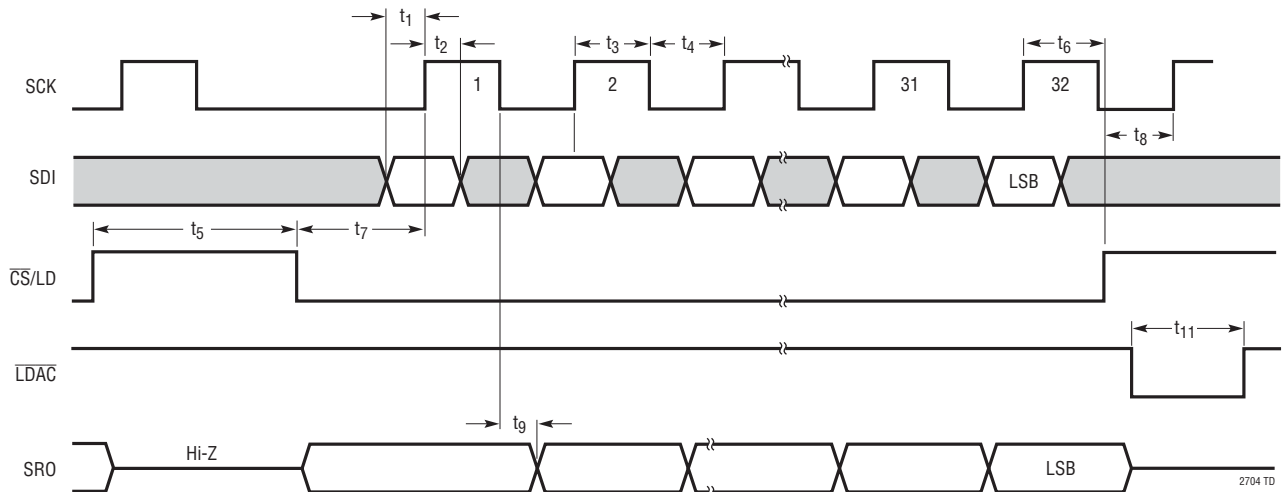 t1
t2
t3
t4
t6
SCK
1
2
31
32
t8
SDI
LSB
t5
t7
CS/LD
t11
LDAC
t9
SRO
Hi-Z
LSB
2704 TD